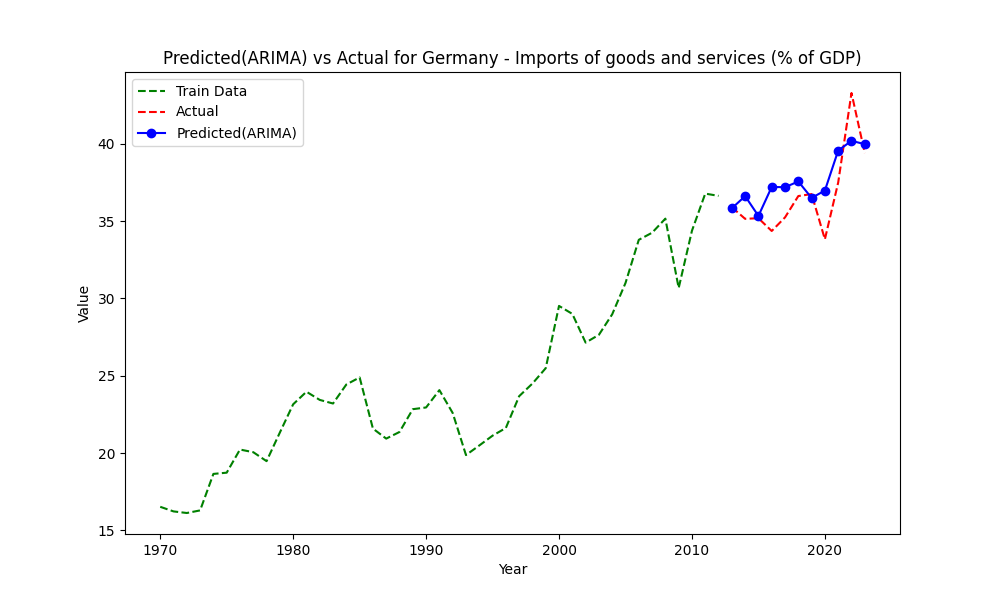 Predicted(ARIMA) vs Actual for Germany - Imports of goods and services (% of GDP)
Train Data
Actual
Predicted(ARIMA)
40
35
30
25
20
15
Value
1970 1980 1990 2000 2010 2020
Year